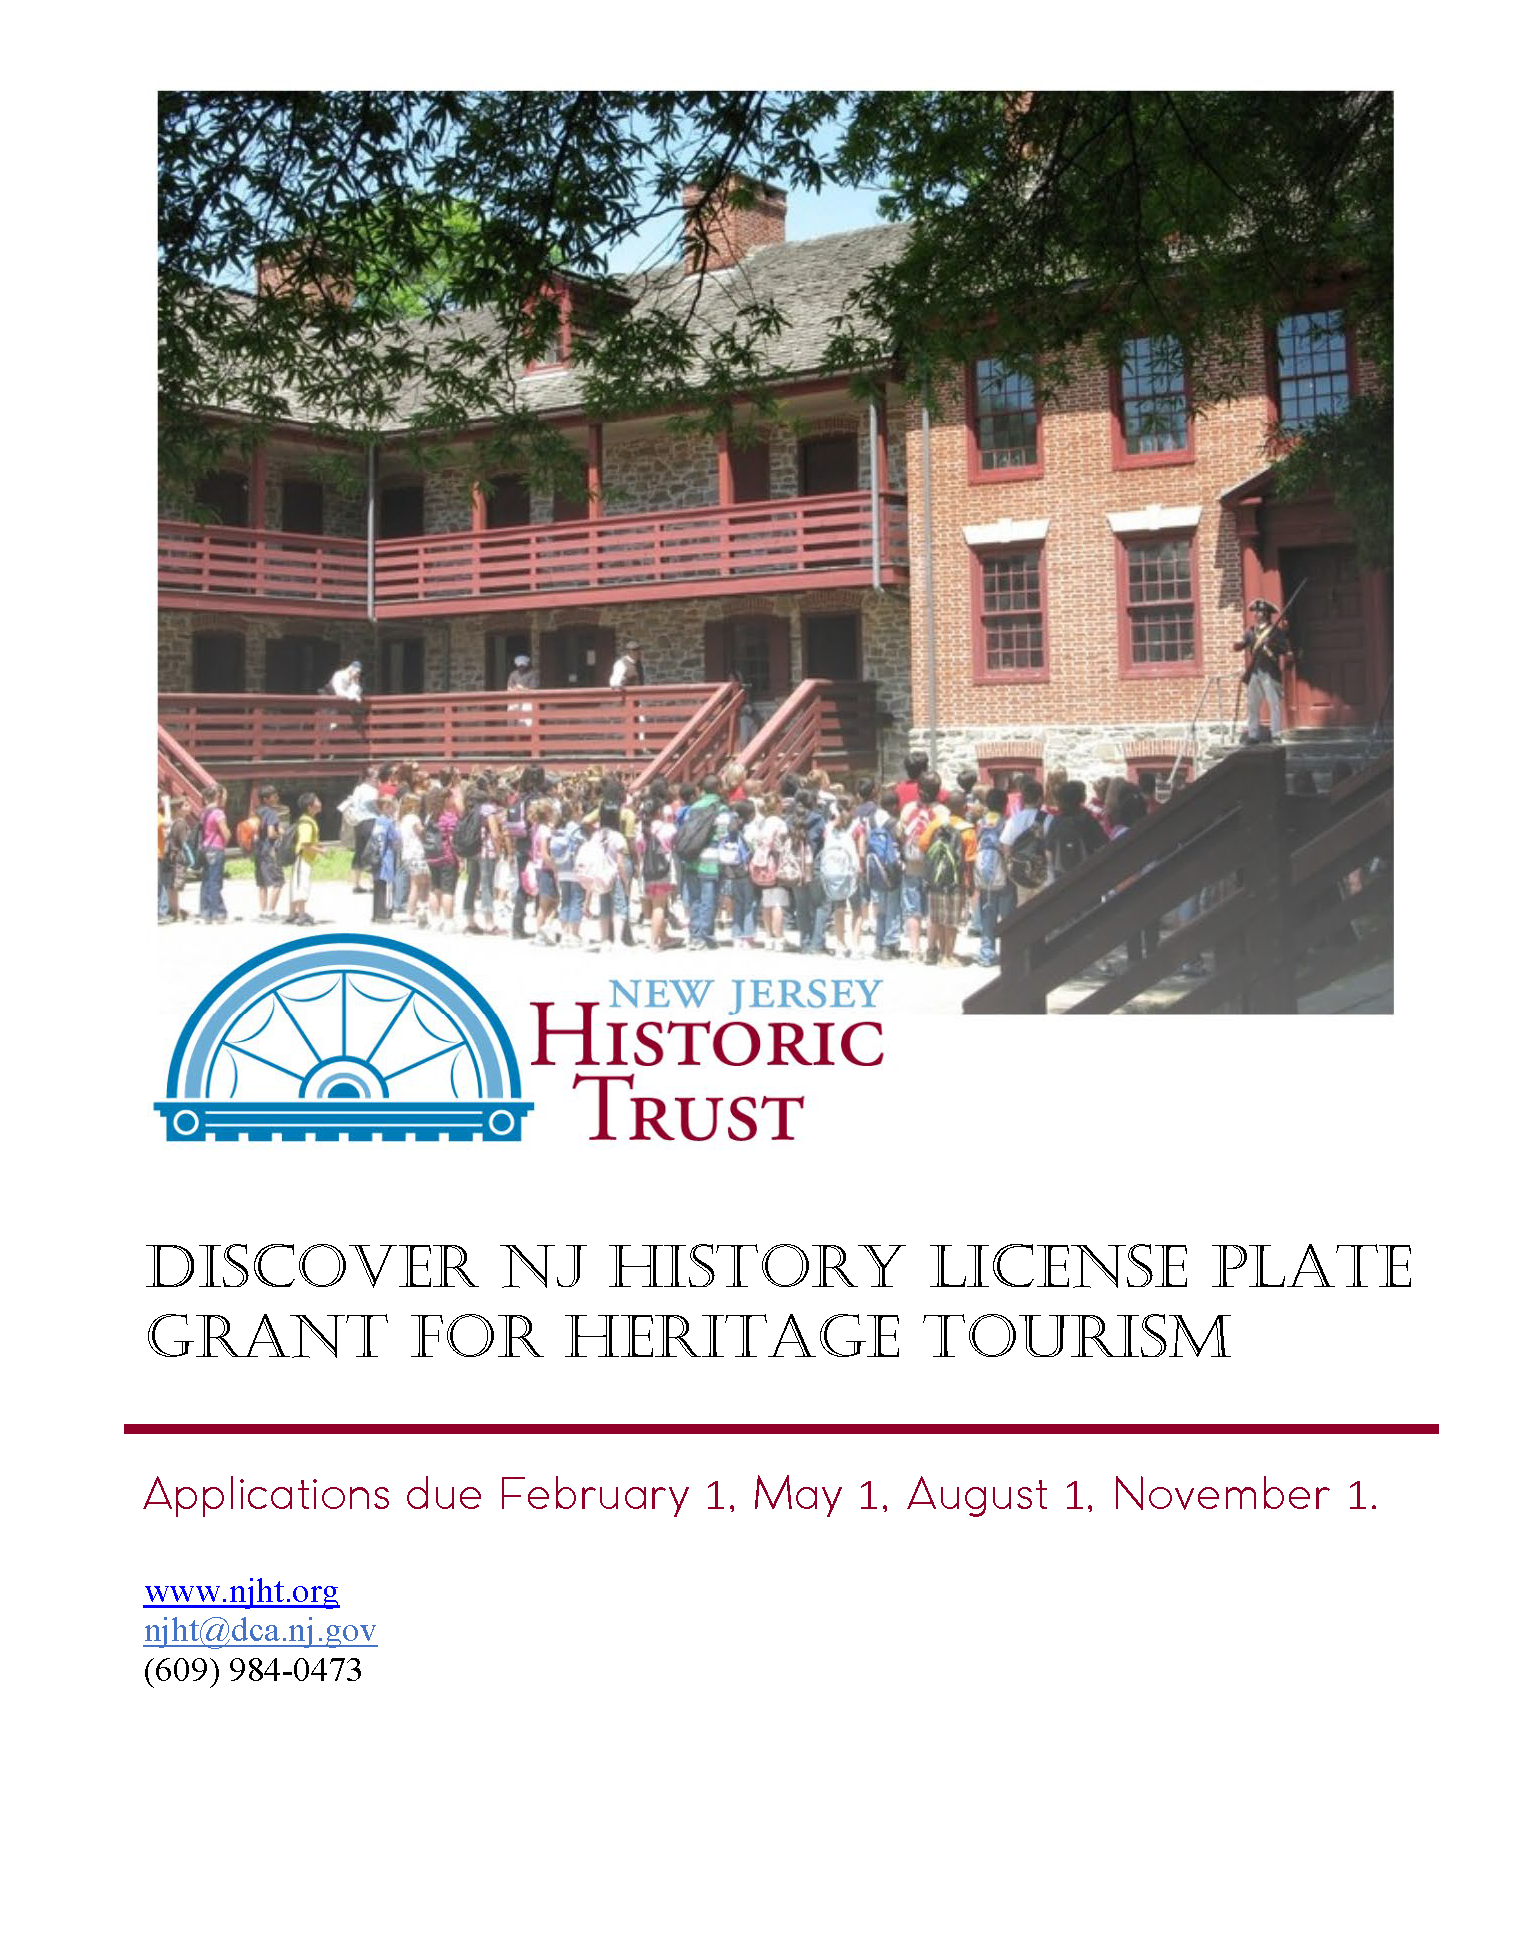 NEW JERSEY
HISTORIC
TRUST
DISCOVER NJ HISTORY LICENSE PLATE
GRANT FOR HERITAGE TOURISM
Applications due February 1, May 1, August 1, November 1.
www.njht.org
njht@dca.nj.gov
(609) 984-0473